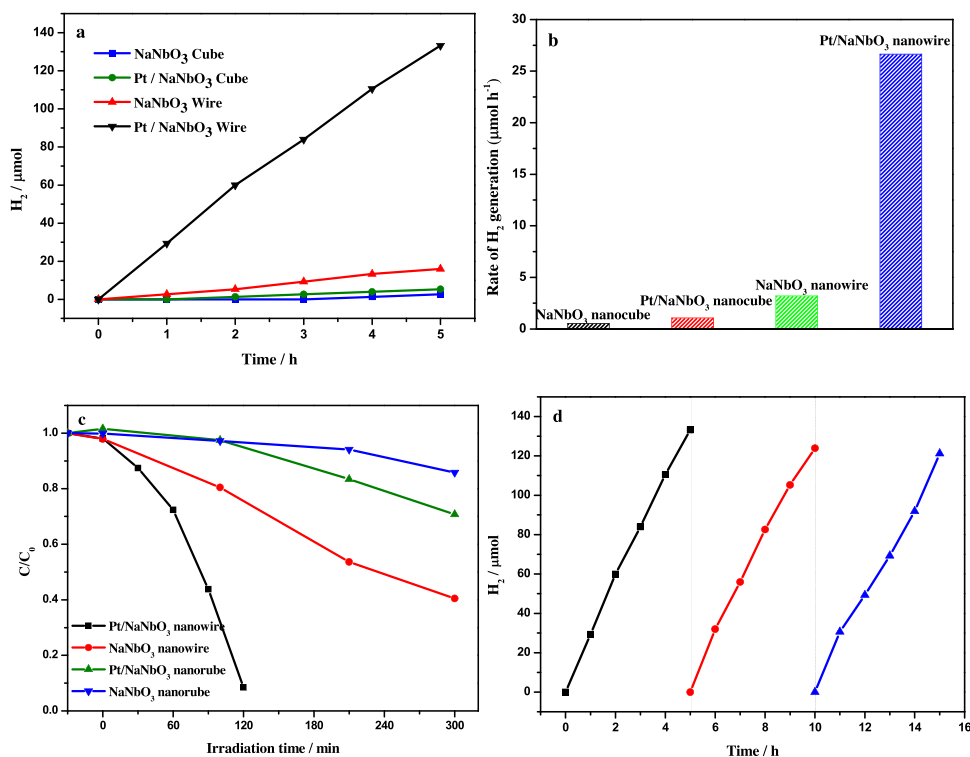 a
NaNbO3 Cube
Pt / NaNbO3 Cube
NaNbO3 Wire
Pt / NaNbO3 Wire
140
120
100
80
60
40
20
0
H2 / μmol
0 1 2 3 4 5
Time / h
b
30
25
20
15
10
5
0
Rate of H2 generation (μmol h-1)
Pt/NaNbO3 nanowire
NaNbO3 nanowire
Pt/NaNbO3 nanocube
NaNbO3 nanocube
c
1.0
0.8
0.6
0.4
0.2
0.0
C/C0
Pt/NaNbO3 nanowire
NaNbO3 nanowire
Pt/NaNbO3 nanorube
NaNbO3 nanorube
0 60 120 180 240 300
Irradiation time / min
d
140
120
100
80
60
40
20
0
H2 / μmol
0 2 4 6 8 10 12 14 16
Time / h